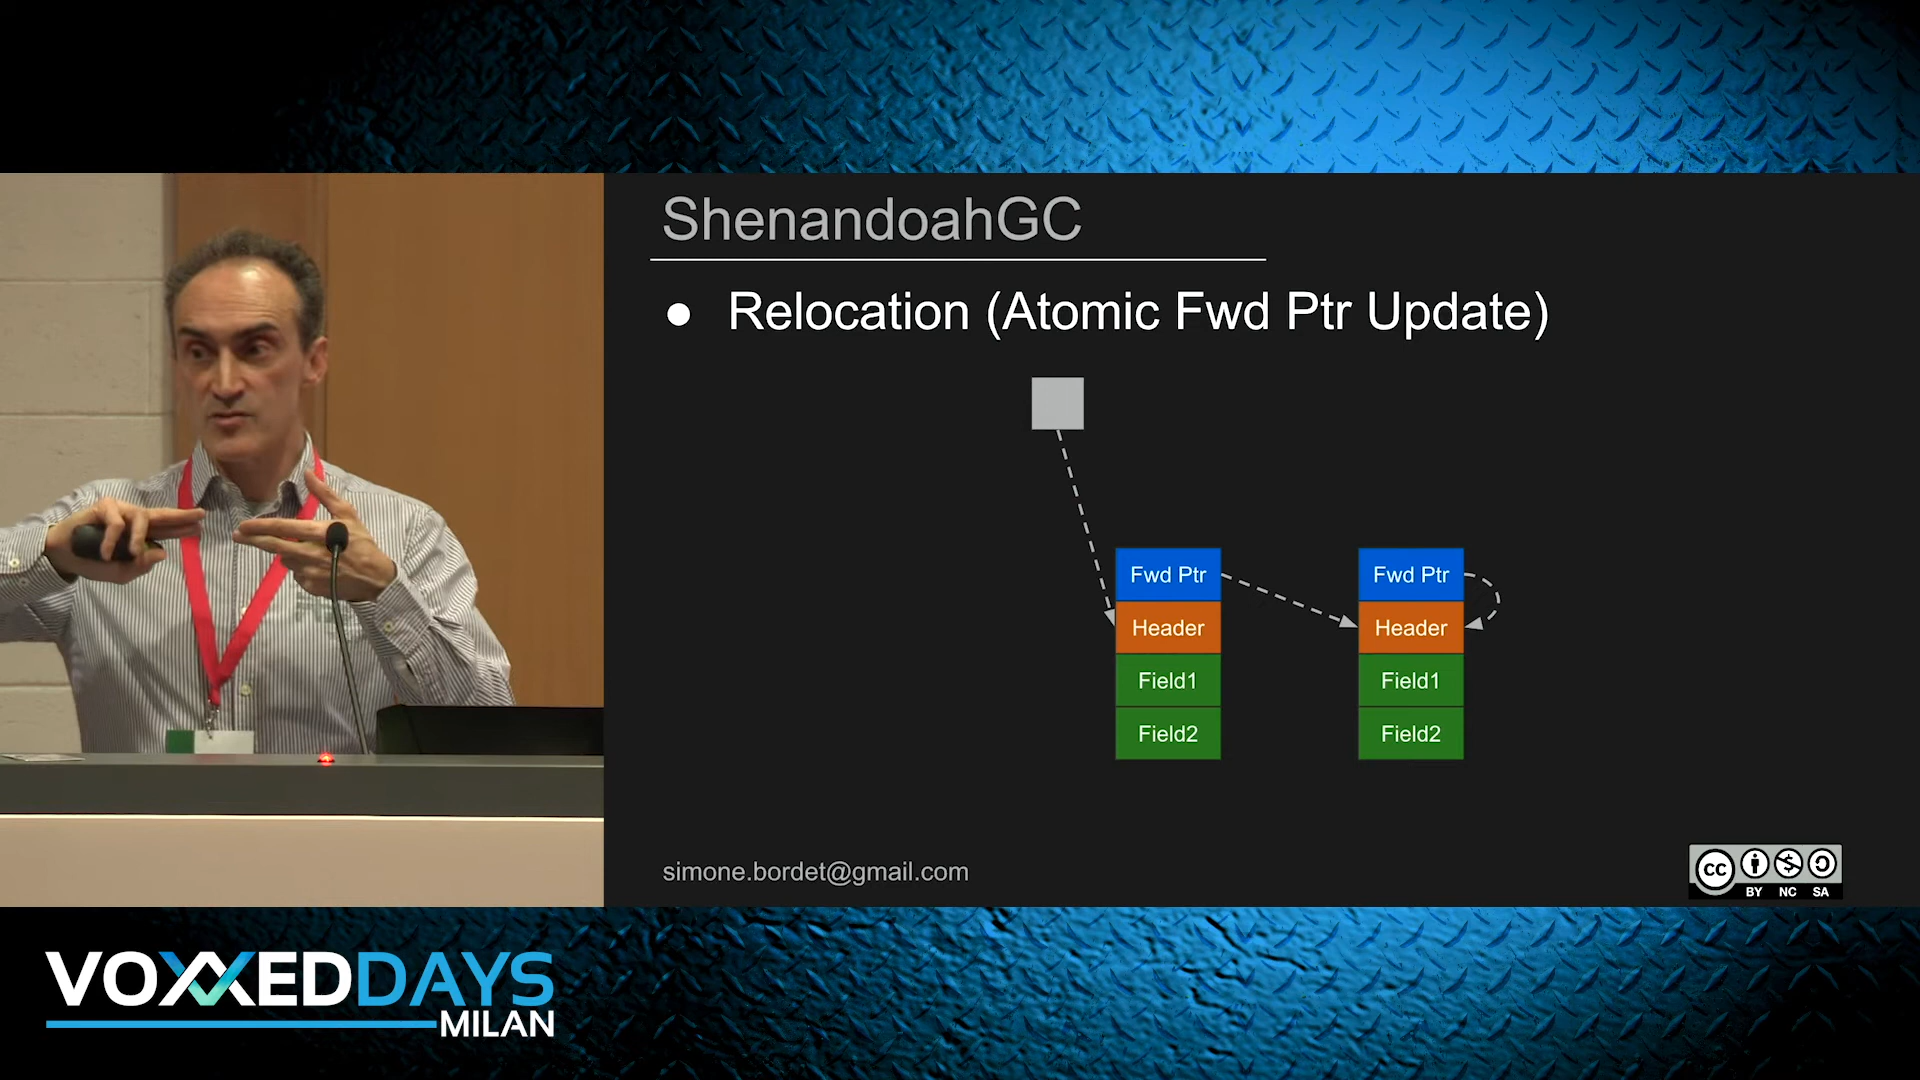 ShenandoahGC
● Relocation (Atomic Fwd Ptr Update)
Fwd Ptr
Header
Field1
Field2
Fwd Ptr
Header
Field1
Field2
simone.bordet@gmail.com
cc
BY NC SA
VOXXEDDAYS
MILAN